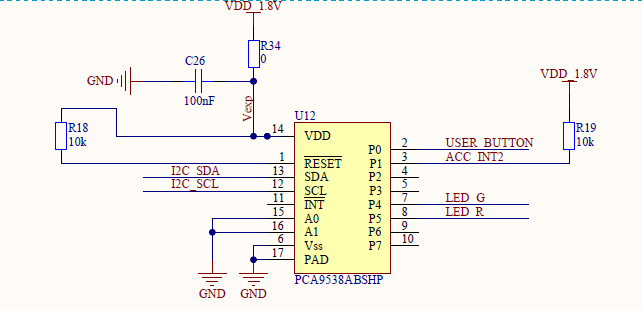 VDD_1.8V
R34
0
C26
GND
100nF
Vexp
VDD_1.8V
U12
R18
10k
R19
10k
14 VDD
P0 2 USER_BUTTON
1 RESET
P1 3 ACC_INT2
I2C_SDA 13 SDA
P2 4
I2C_SCL 12 SCL
P3 5
11 INT
P4 7 LED_G
15 A0
P5 8 LED_R
16 A1
P6 9
6 Vss
P7 10
17 PAD
PCA9538ABSHP
GND
GND